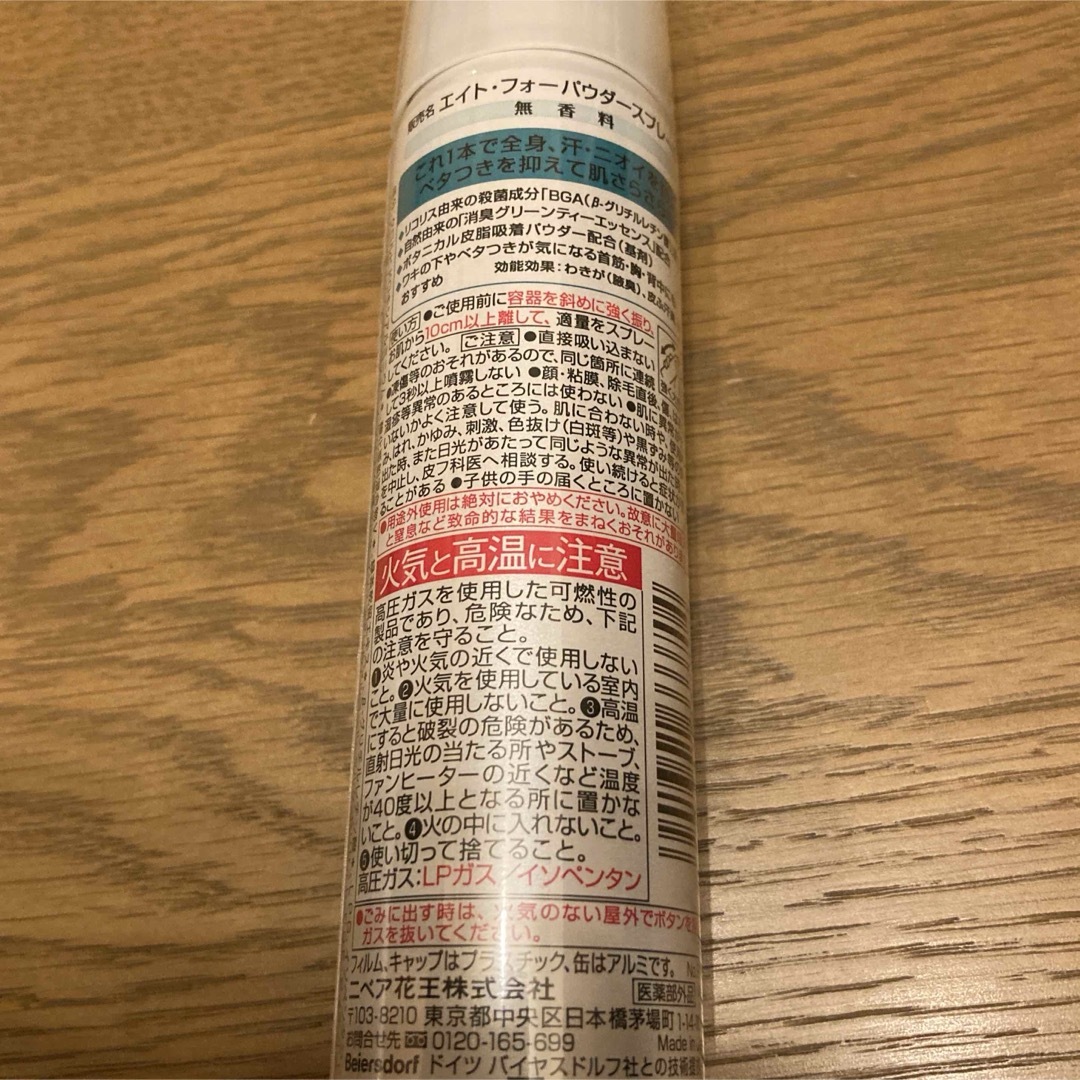 販売名 エイト・フォーパウダースプレー
無香料
これ1本で全身、汗・ニオイを
ベタつきを抑えて肌さらさ
◆リコリス由来の殺菌成分「BGA(β-グリチルレチン酸
◆自然由来の「消臭グリーンティーエッセンス」配合
◆ボタニカル皮脂吸着パウダー配合(基剤)
◆ワキの下やベタつきが気になる首筋・胸・背中
おすすめ 効能効果:わきが(腋臭)、皮ふ汗
使い方 ●ご使用前に容器を斜めに強く振り、
お肌から10cm以上離して、適量をスプレー
してください。 ご注意 ●直接吸い込まない
●凍傷等のおそれがあるので、同じ箇所に連続
して3秒以上噴霧しない ●顔・粘膜、除毛直後、傷、
湿疹等異常のあるところには使わない ●肌に異常
いないかよく注意して使う。肌に合わない時や、使
み、はれ、かゆみ、刺激、色抜け(白斑等)や黒ずみ等の
出た時、また日光があたって同じような異常が出た
を中止し、皮フ科医へ相談する。使い続けると症状
ることがある ●子供の手の届くところに置かない
●用途外使用は絶対におやめください。故意に大量
と窒息など致命的な結果をまねくおそれがあり
火気と高温に注意
高圧ガスを使用した可燃性の
製品であり、危険なため、下記
の注意を守ること。
❶炎や火気の近くで使用しない
こと。❷火気を使用している室内
で大量に使用しないこと。❸高温
にすると破裂の危険があるため、
直射日光の当たる所やストーブ、
ファンヒーターの近くなど温度
が40度以上となる所に置かな
いこと。❹火の中に入れないこと。
❺使い切って捨てること。
高圧ガス:LPガス/イソペンタン
●ごみに出す時は、火気のない屋外でボタンを
ガスを抜いてください。
フィルム、キャップはプラスチック、缶はアルミです。
ニベア花王株式会社 医薬部外品
〒103-8210 東京都中央区日本橋茅場町1-14
お問合せ先 0120-165-699 Made in
Beiersdorf ドイツ バイヤスドルフ社との技術提